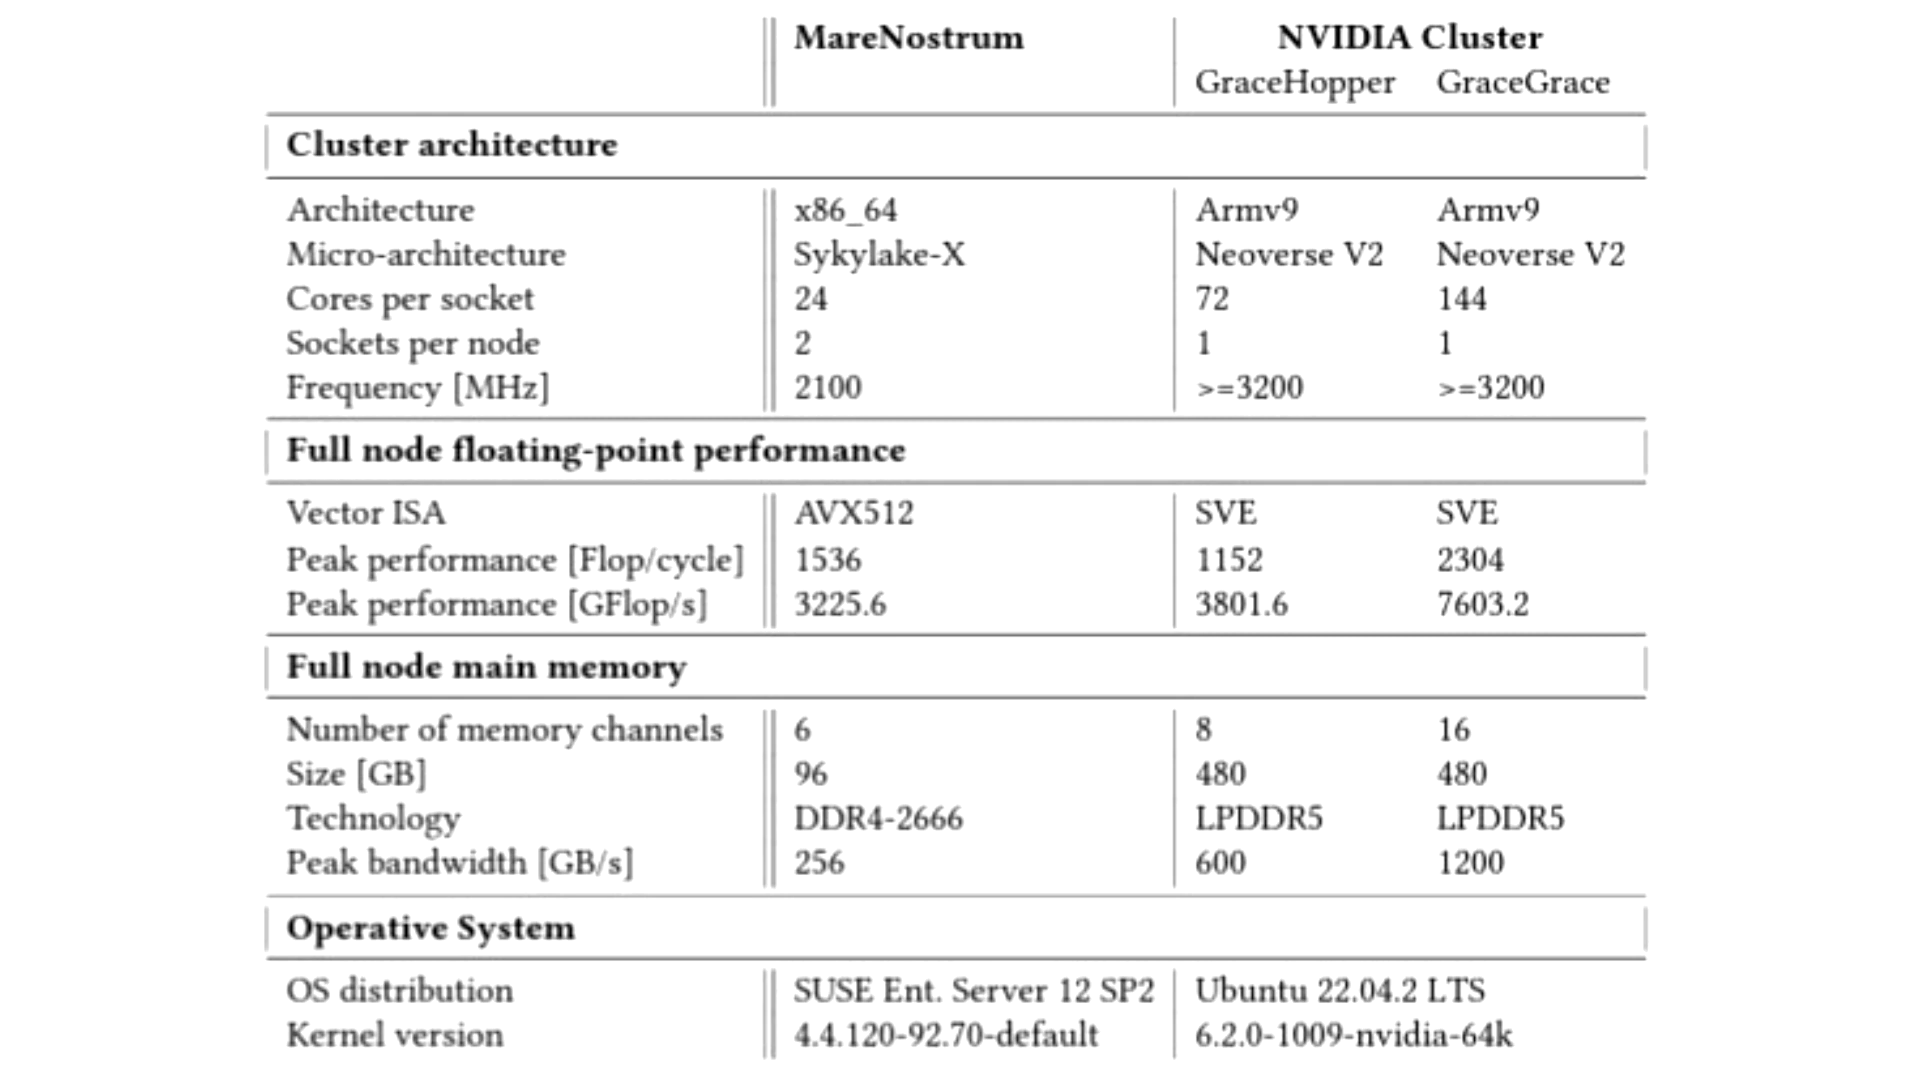 MareNostrum NVIDIA Cluster
GraceHopper GraceGrace
Cluster architecture
Architecture x86_64 Armv9 Armv9
Micro-architecture Sykylake-X Neoverse V2 Neoverse V2
Cores per socket 24 72 144
Sockets per node 2 1 1
Frequency [MHz] 2100 >=3200 >=3200
Full node floating-point performance
Vector ISA AVX512 SVE SVE
Peak performance [Flop/cycle] 1536 1152 2304
Peak performance [GFlop/s] 3225.6 3801.6 7603.2
Full node main memory
Number of memory channels 6 8 16
Size [GB] 96 480 480
Technology DDR4-2666 LPDDR5 LPDDR5
Peak bandwidth [GB/s] 256 600 1200
Operative System
OS distribution SUSE Ent. Server 12 SP2 Ubuntu 22.04.2 LTS
Kernel version 4.4.120-92.70-default 6.2.0-1009-nvidia-64k